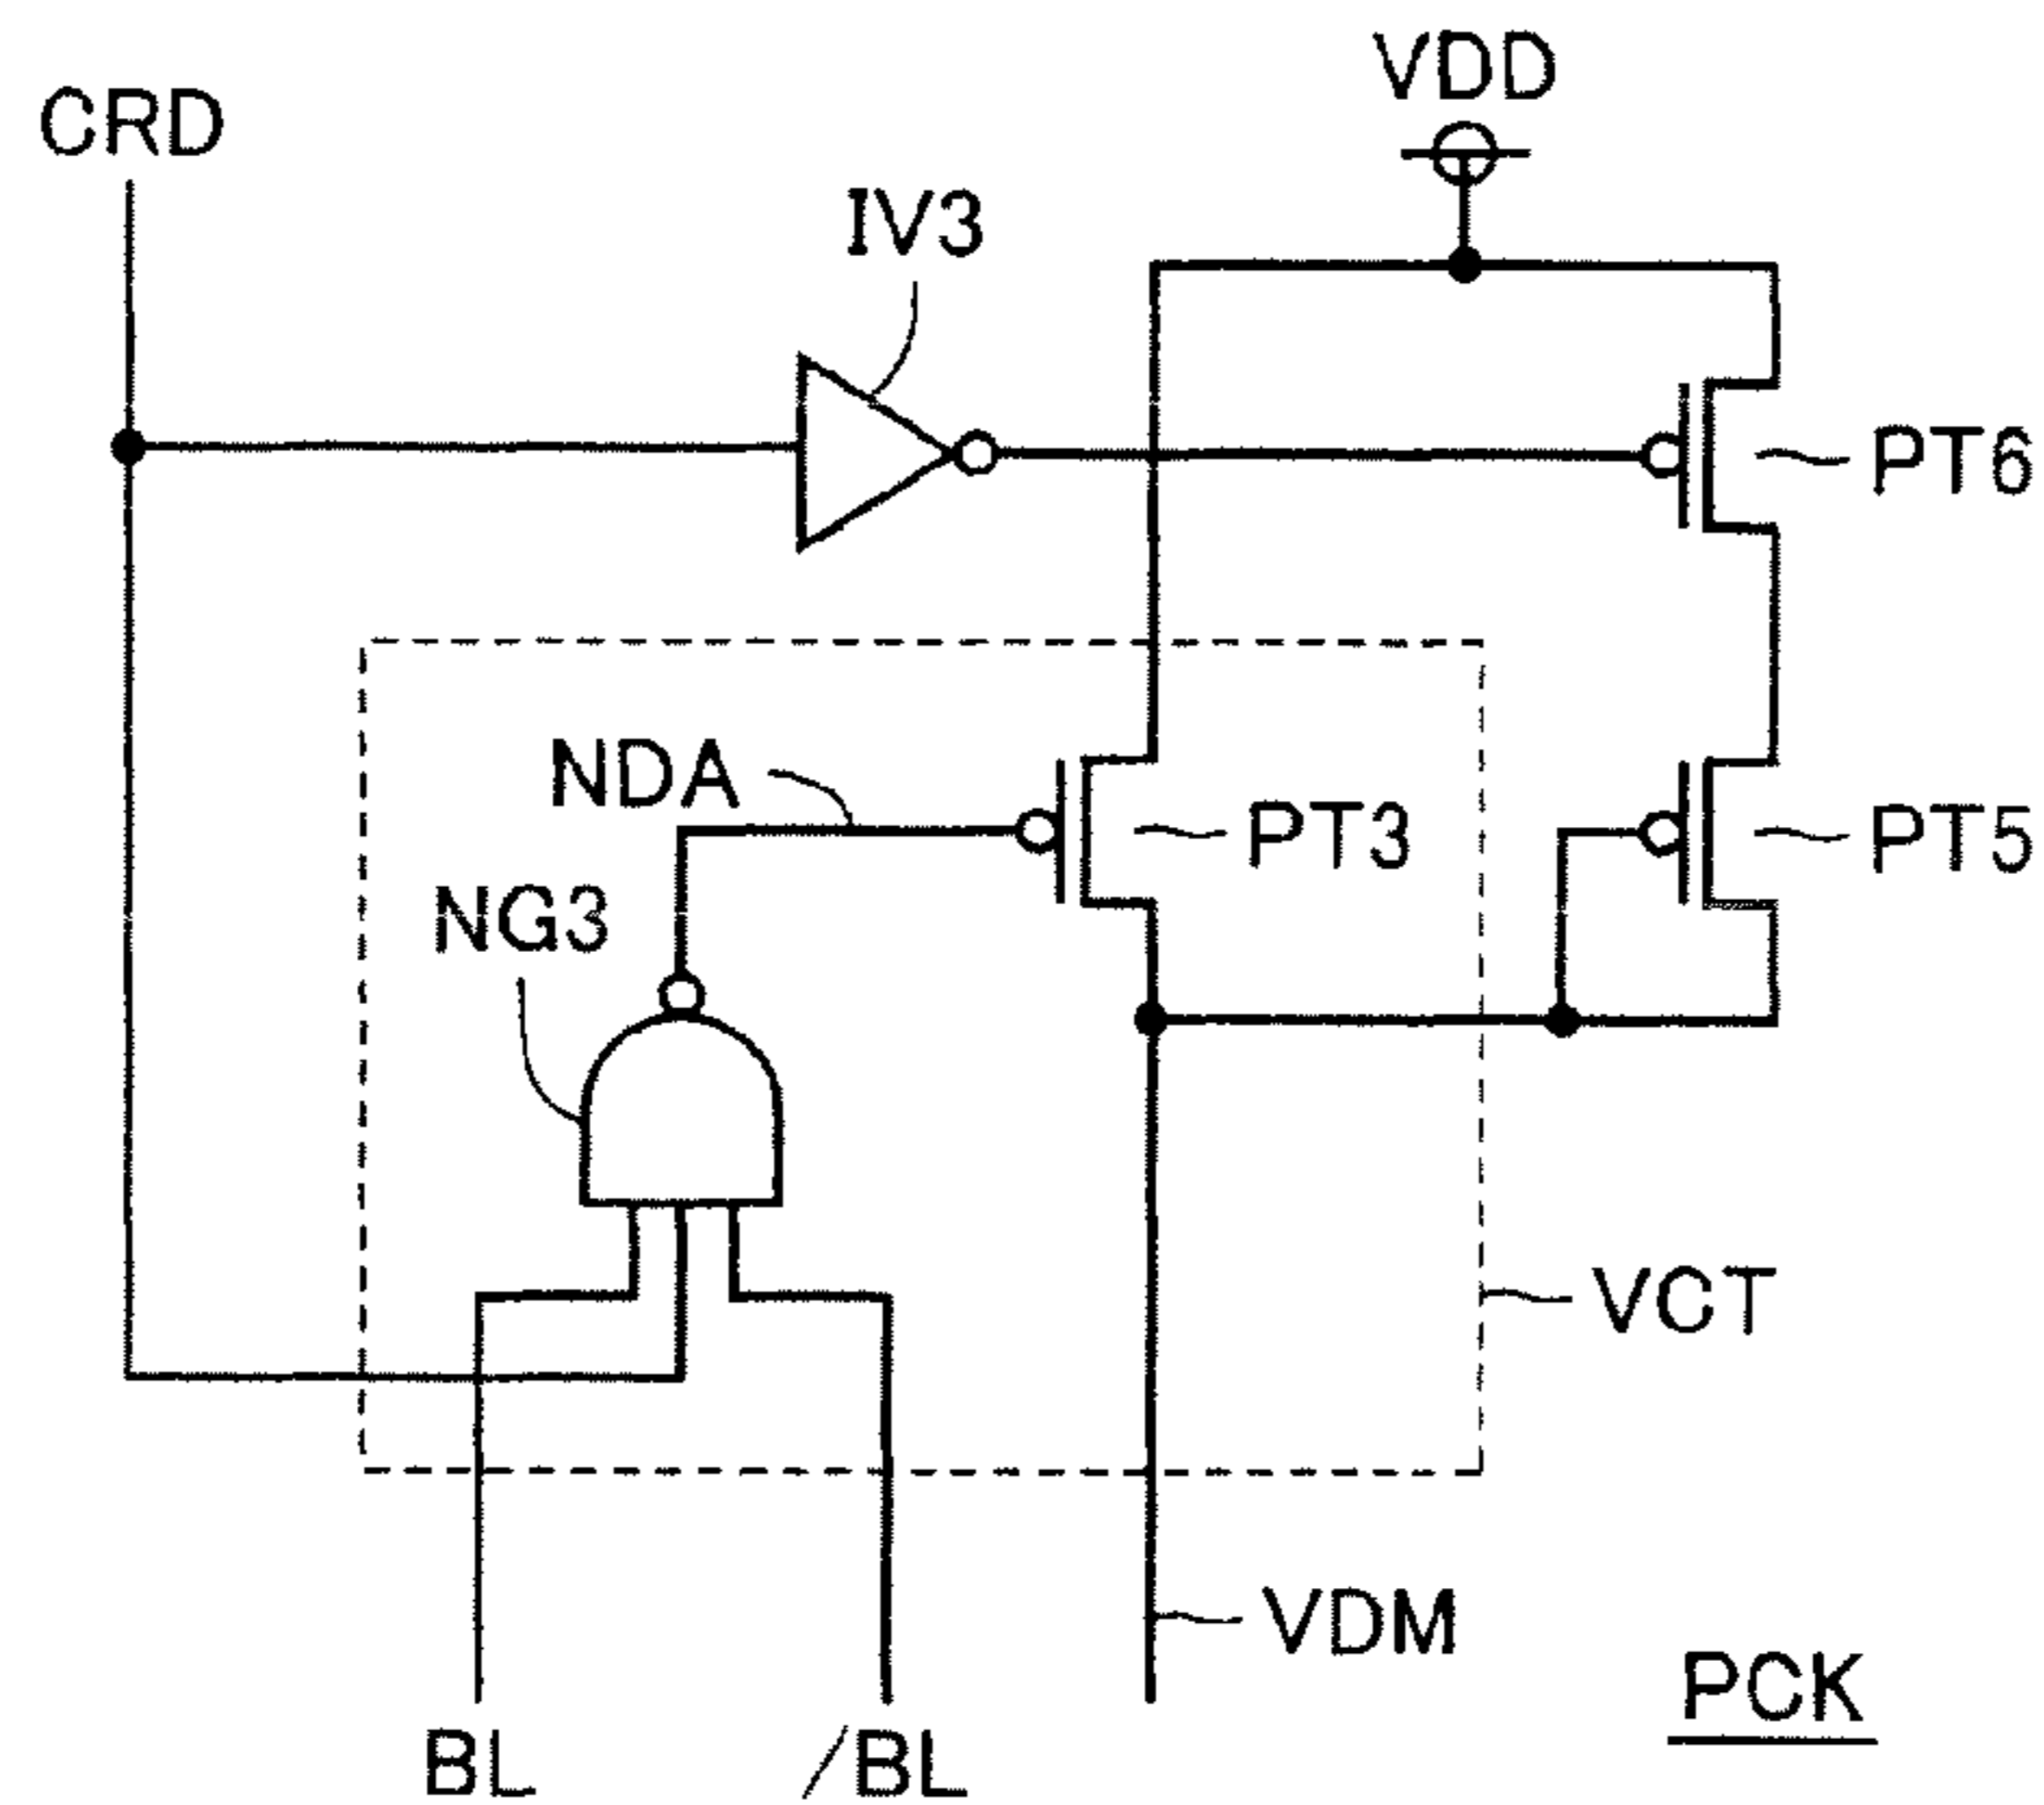 VDD
CRD
IV3
PT6
NDA
PT3
PT5
NG3
VCT
VDM
PCK
BL
/BL